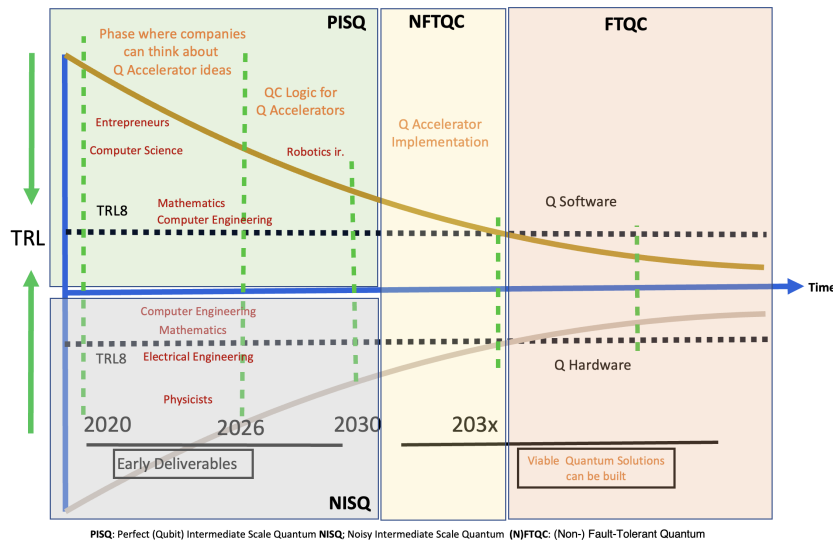 PISQ
NFTQC
FTQC
Phase where companies
can think about
Q Accelerator ideas
QC Logic for
Q Accelerators
Entrepreneurs
Computer Science
Robotics ir.
Q Accelerator
Implementation
TRL8
Mathematics
Computer Engineering
Q Software
TRL
Time
Computer Engineering
Mathematics
TRL8
Electrical Engineering
Q Hardware
Physicists
2020
2026
2030
203x
Early Deliverables
Viable Quantum Solutions
can be built
NISQ
PISQ: Perfect (Qubit) Intermediate Scale Quantum NISQ; Noisy Intermediate Scale Quantum (N)FTQC: (Non-) Fault-Tolerant Quantum